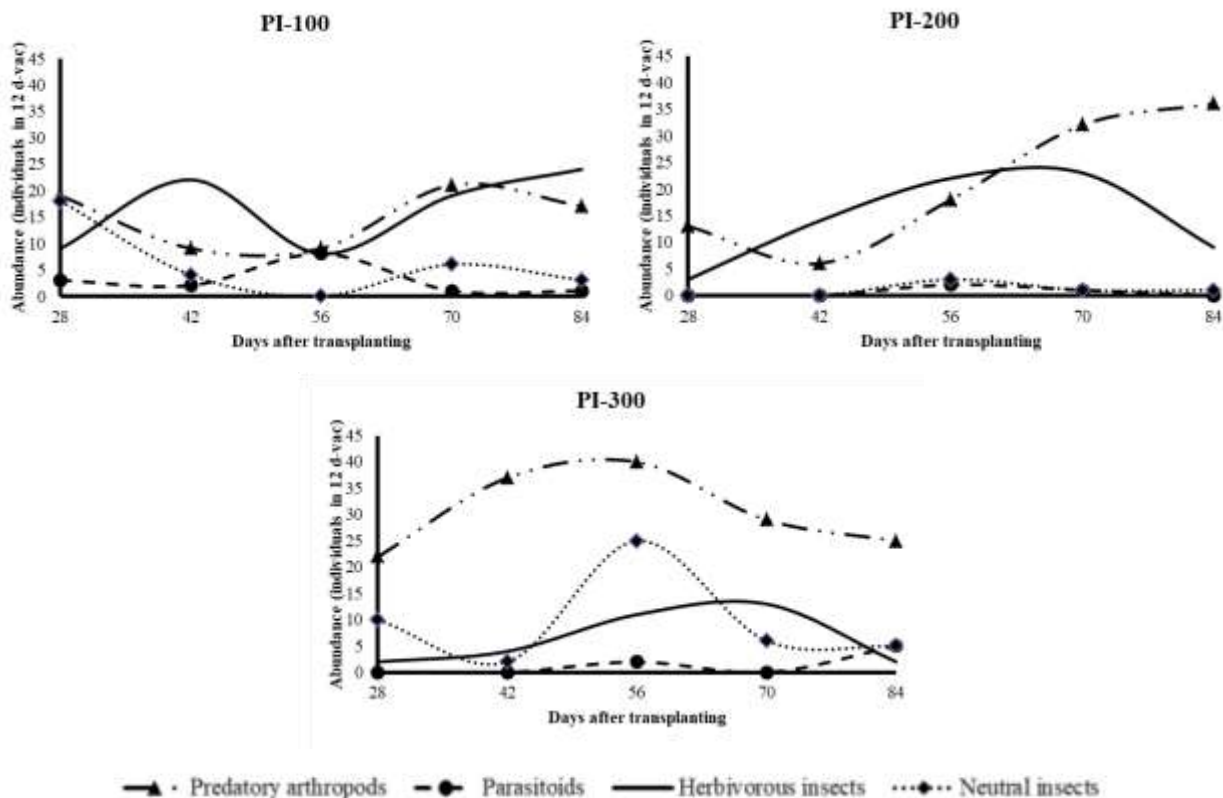 PI-100
Abundance (individuals in 12 d-vac)
45
40
35
30
25
20
15
10
5
0
28 42 56 70 84
Days after transplanting
PI-200
Abundance (individuals in 12 d-vac)
45
40
35
30
25
20
15
10
5
0
28 42 56 70 84
Days after transplanting
PI-300
Abundance (individuals in 12 d-vac)
45
40
35
30
25
20
15
10
5
0
28 42 56 70 84
Days after transplanting
Predatory arthropods Parasitoids Herbivorous insects Neutral insects